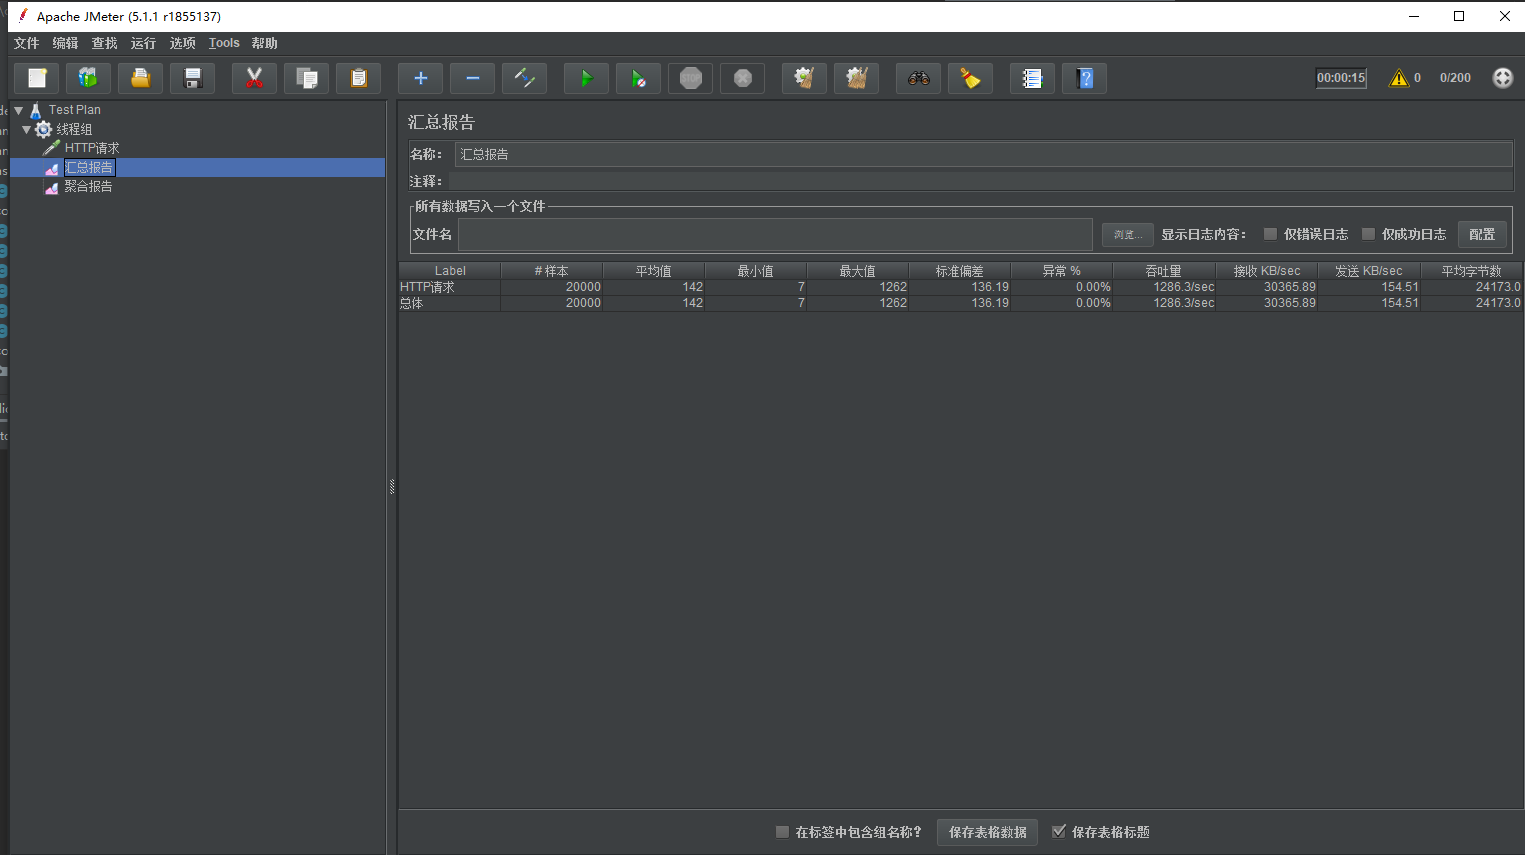 Apache JMeter (5.1.1 r1855137)
文件 编辑 查找 运行 选项 Tools 帮助
STOP
00:00:15 0 0/200
Test Plan
线程组
HTTP请求
汇总报告
聚合报告
汇总报告
名称： 汇总报告
注释：
所有数据写入一个文件
文件名 浏览... 显示日志内容： 仅错误日志 仅成功日志 配置
Label # 样本 平均值 最小值 最大值 标准偏差 异常 % 吞吐量 接收 KB/sec 发送 KB/sec 平均字节数
HTTP请求 20000 142 7 1262 136.19 0.00% 1286.3/sec 30365.89 154.51 24173.0
总体 20000 142 7 1262 136.19 0.00% 1286.3/sec 30365.89 154.51 24173.0
在标签中包含组名称？ 保存表格数据 保存表格标题